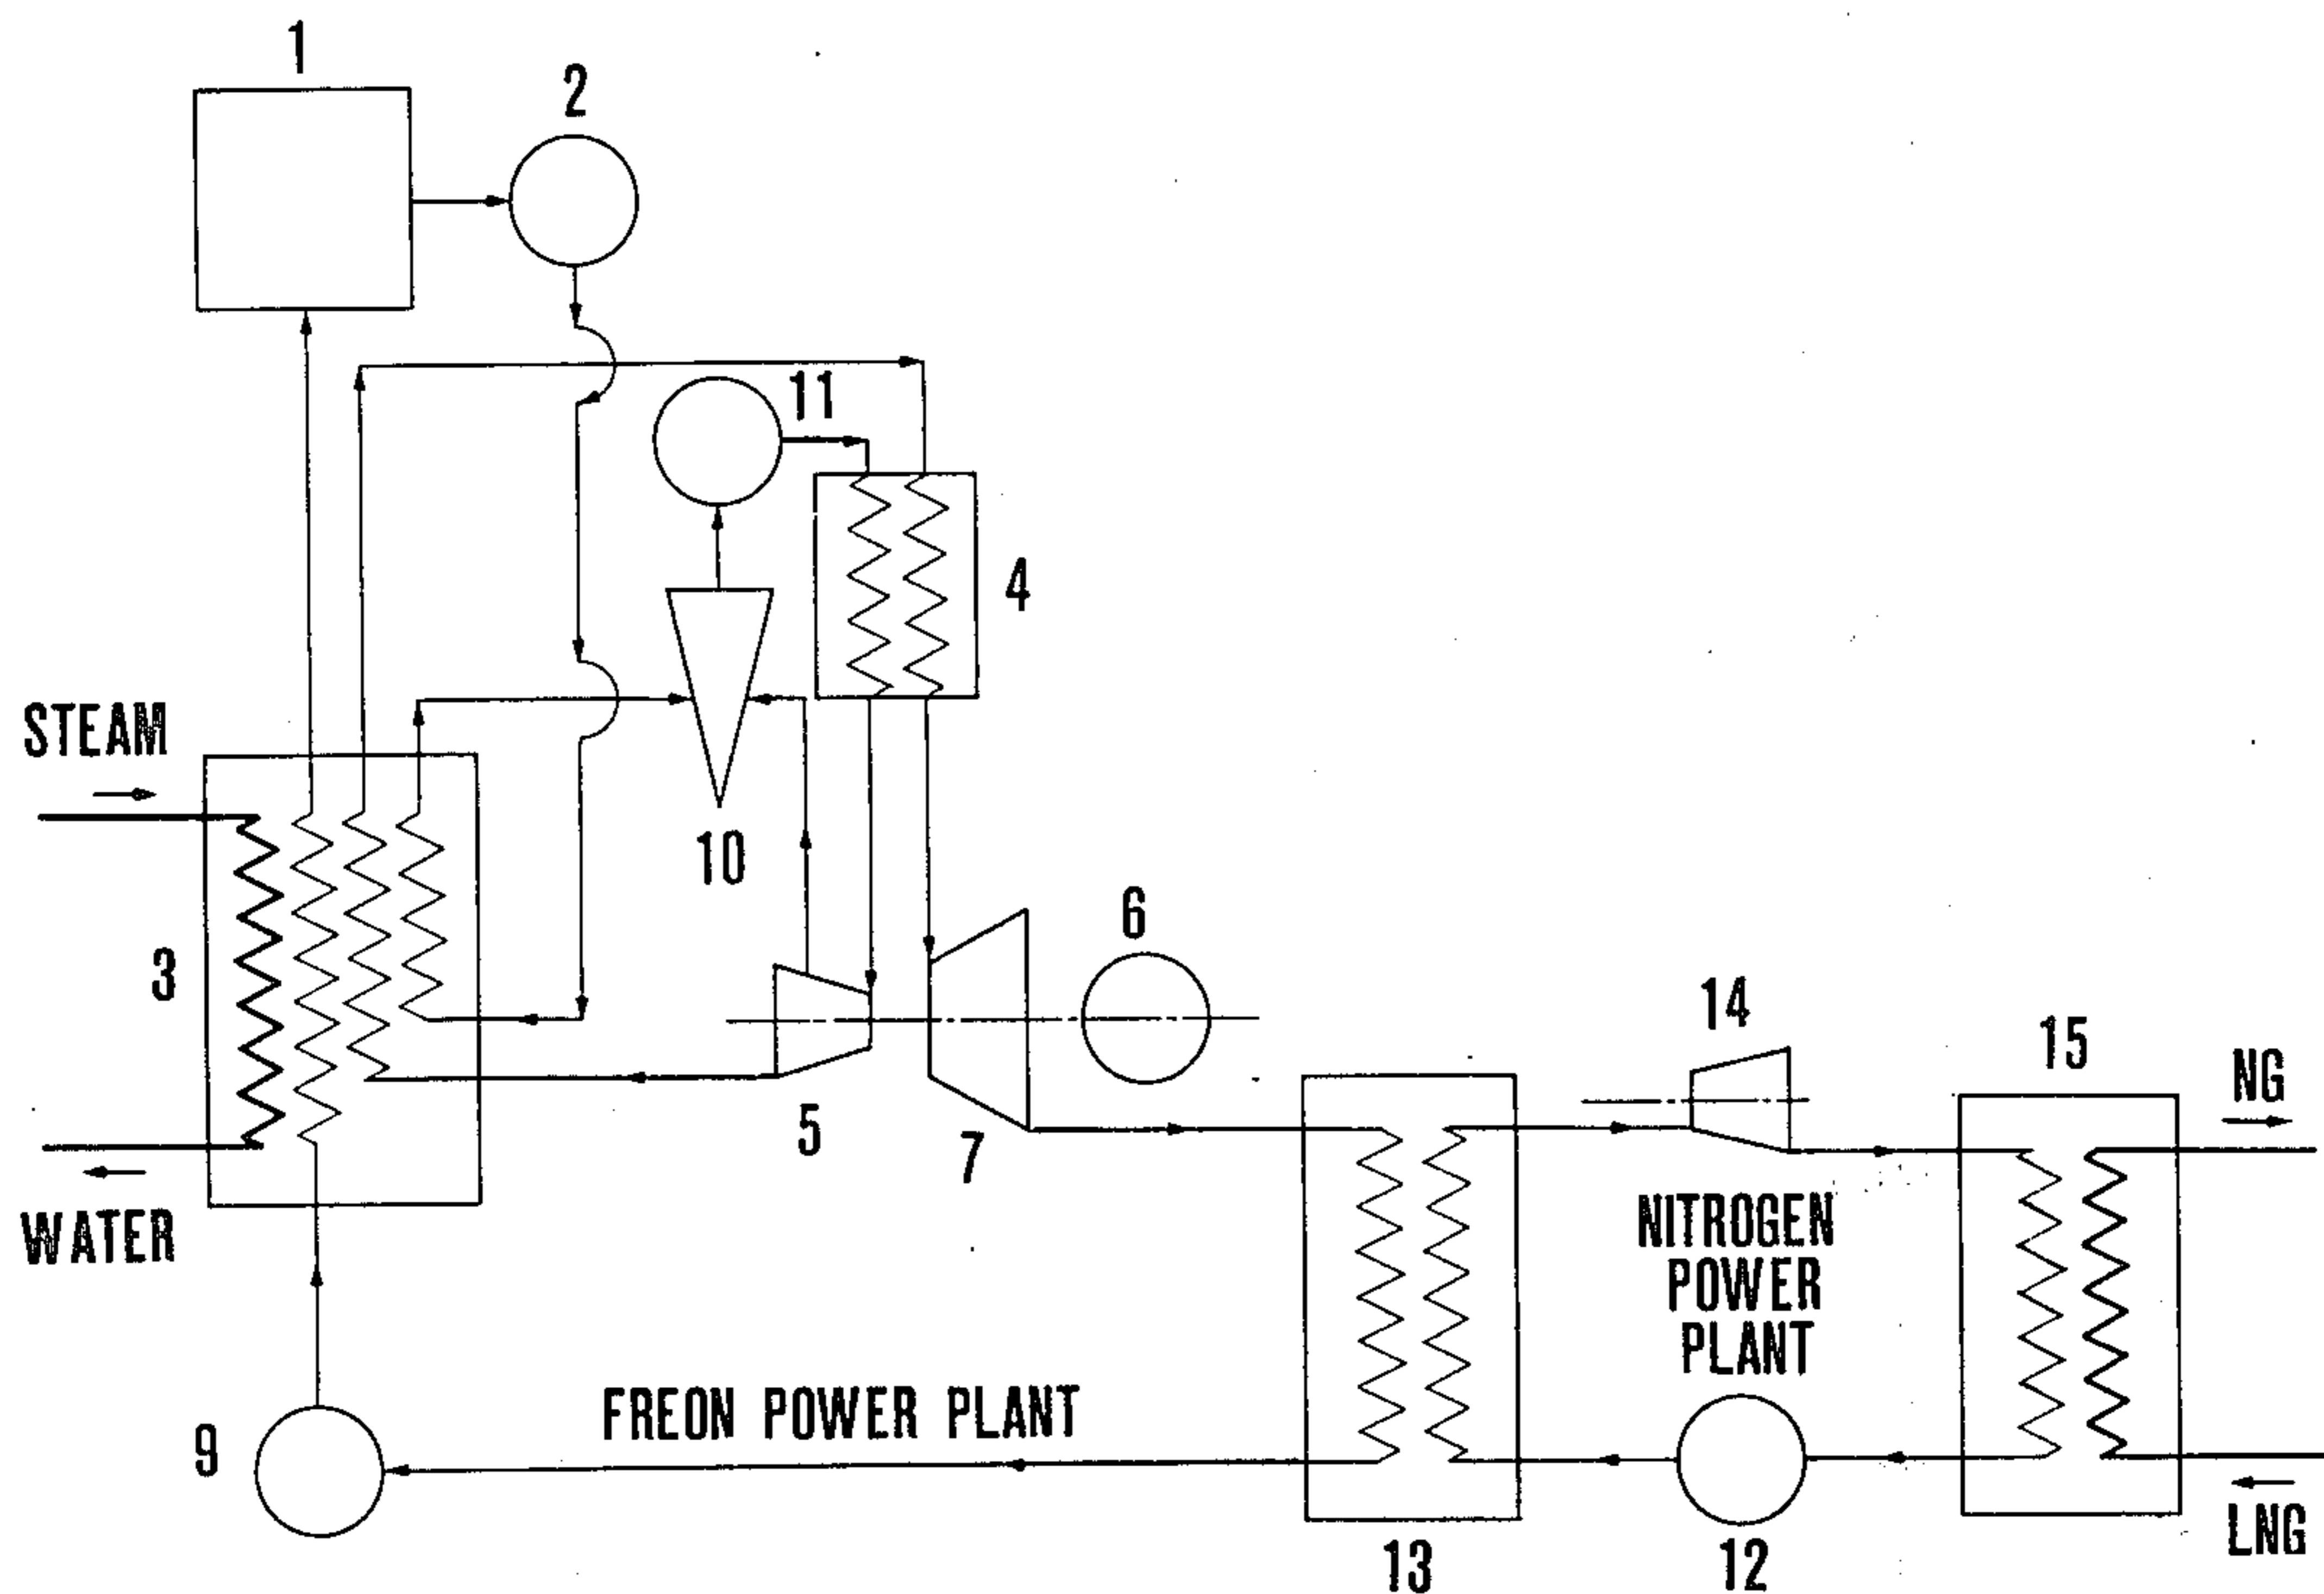 1
2
11
4
STEAM
10
3
6
14
15
NG
5
7
WATER
NITROGEN
POWER
PLANT
FREON POWER PLANT
9
13
12
LNG